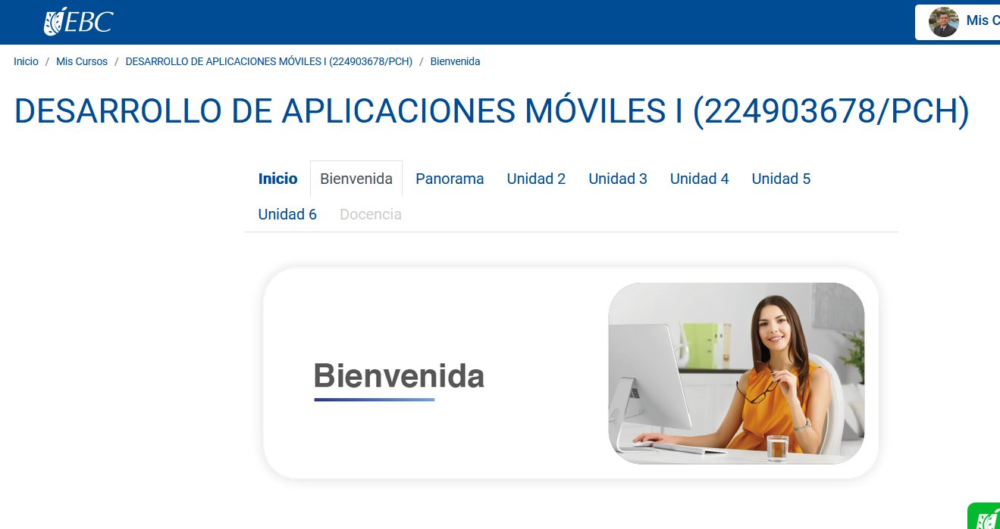 EBC
Mis C
Inicio / Mis Cursos / DESARROLLO DE APLICACIONES MÓVILES I (224903678/PCH) / Bienvenida
DESARROLLO DE APLICACIONES MÓVILES I (224903678/PCH)
Inicio Bienvenida Panorama Unidad 2 Unidad 3 Unidad 4 Unidad 5
Unidad 6 Docencia
Bienvenida